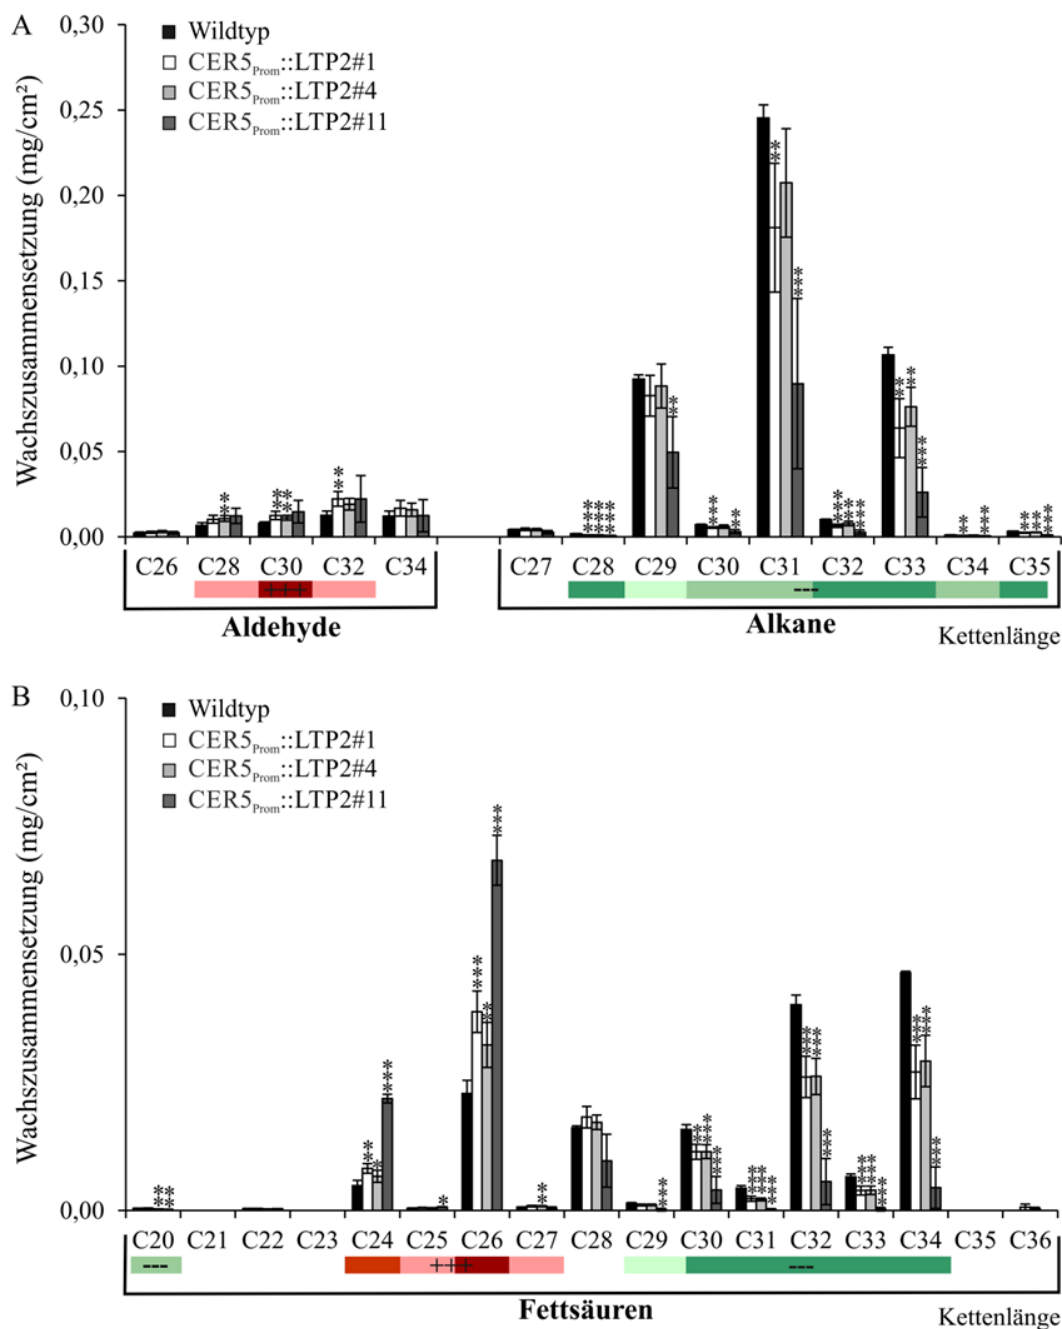 A
Wachszusammensetzung (mg/cm²)
0,30
0,25
0,20
0,15
0,10
0,05
0,00
Wildtyp
CER5Prom::LTP2#1
CER5Prom::LTP2#4
CER5Prom::LTP2#11
C26 C28 C30 C32 C34 C27 C28 C29 C30 C31 C32 C33 C34 C35
+++ ---
Aldehyde Alkane
Kettenlänge
B
Wachszusammensetzung (mg/cm²)
0,10
0,05
0,00
Wildtyp
CER5Prom::LTP2#1
CER5Prom::LTP2#4
CER5Prom::LTP2#11
C20 C21 C22 C23 C24 C25 C26 C27 C28 C29 C30 C31 C32 C33 C34 C35 C36
--- +++ ---
Fettsäuren
Kettenlänge